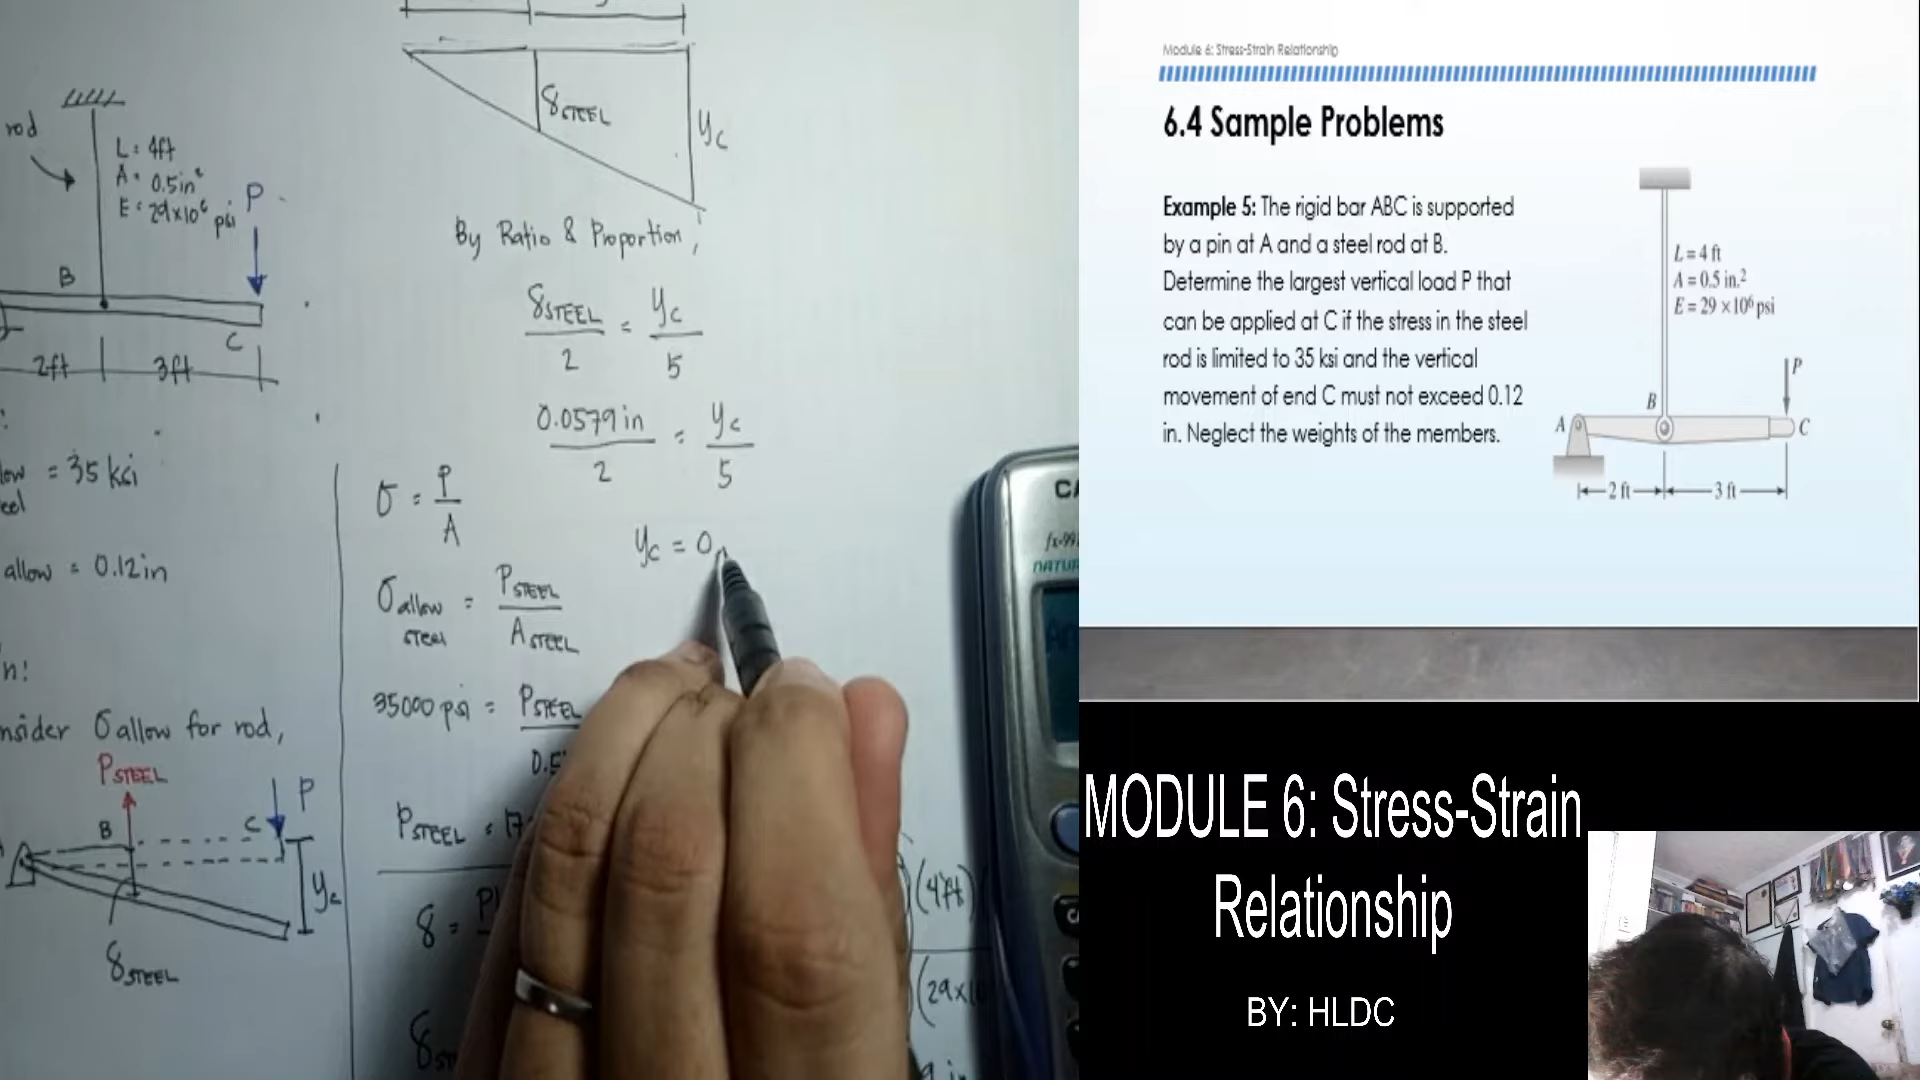 rod
L = 4ft
A = 0.5in²
E = 29x10⁶ psi
P
B
C
2ft
3ft
= 35 ksi
allow = 0.12in
σ allow for rod,
PSTEEL
P
B
C
yc
δSTEEL
δSTEEL
yc
By Ratio & Proportion,
δSTEEL / 2 = yc / 5
0.0579in / 2 = yc / 5
yc = 0
σ = P / A
σallow STEEL = PSTEEL / ASTEEL
35000 psi = PSTEEL
PSTEEL =
δ =
(4ft)
Module 6: Stress-Strain Relationship
6.4 Sample Problems
Example 5: The rigid bar ABC is supported
by a pin at A and a steel rod at B.
Determine the largest vertical load P that
can be applied at C if the stress in the steel
rod is limited to 35 ksi and the vertical
movement of end C must not exceed 0.12
in. Neglect the weights of the members.
L = 4 ft
A = 0.5 in.²
E = 29 × 10⁶ psi
P
A
B
C
2 ft
3 ft
MODULE 6: Stress-Strain
Relationship
BY: HLDC